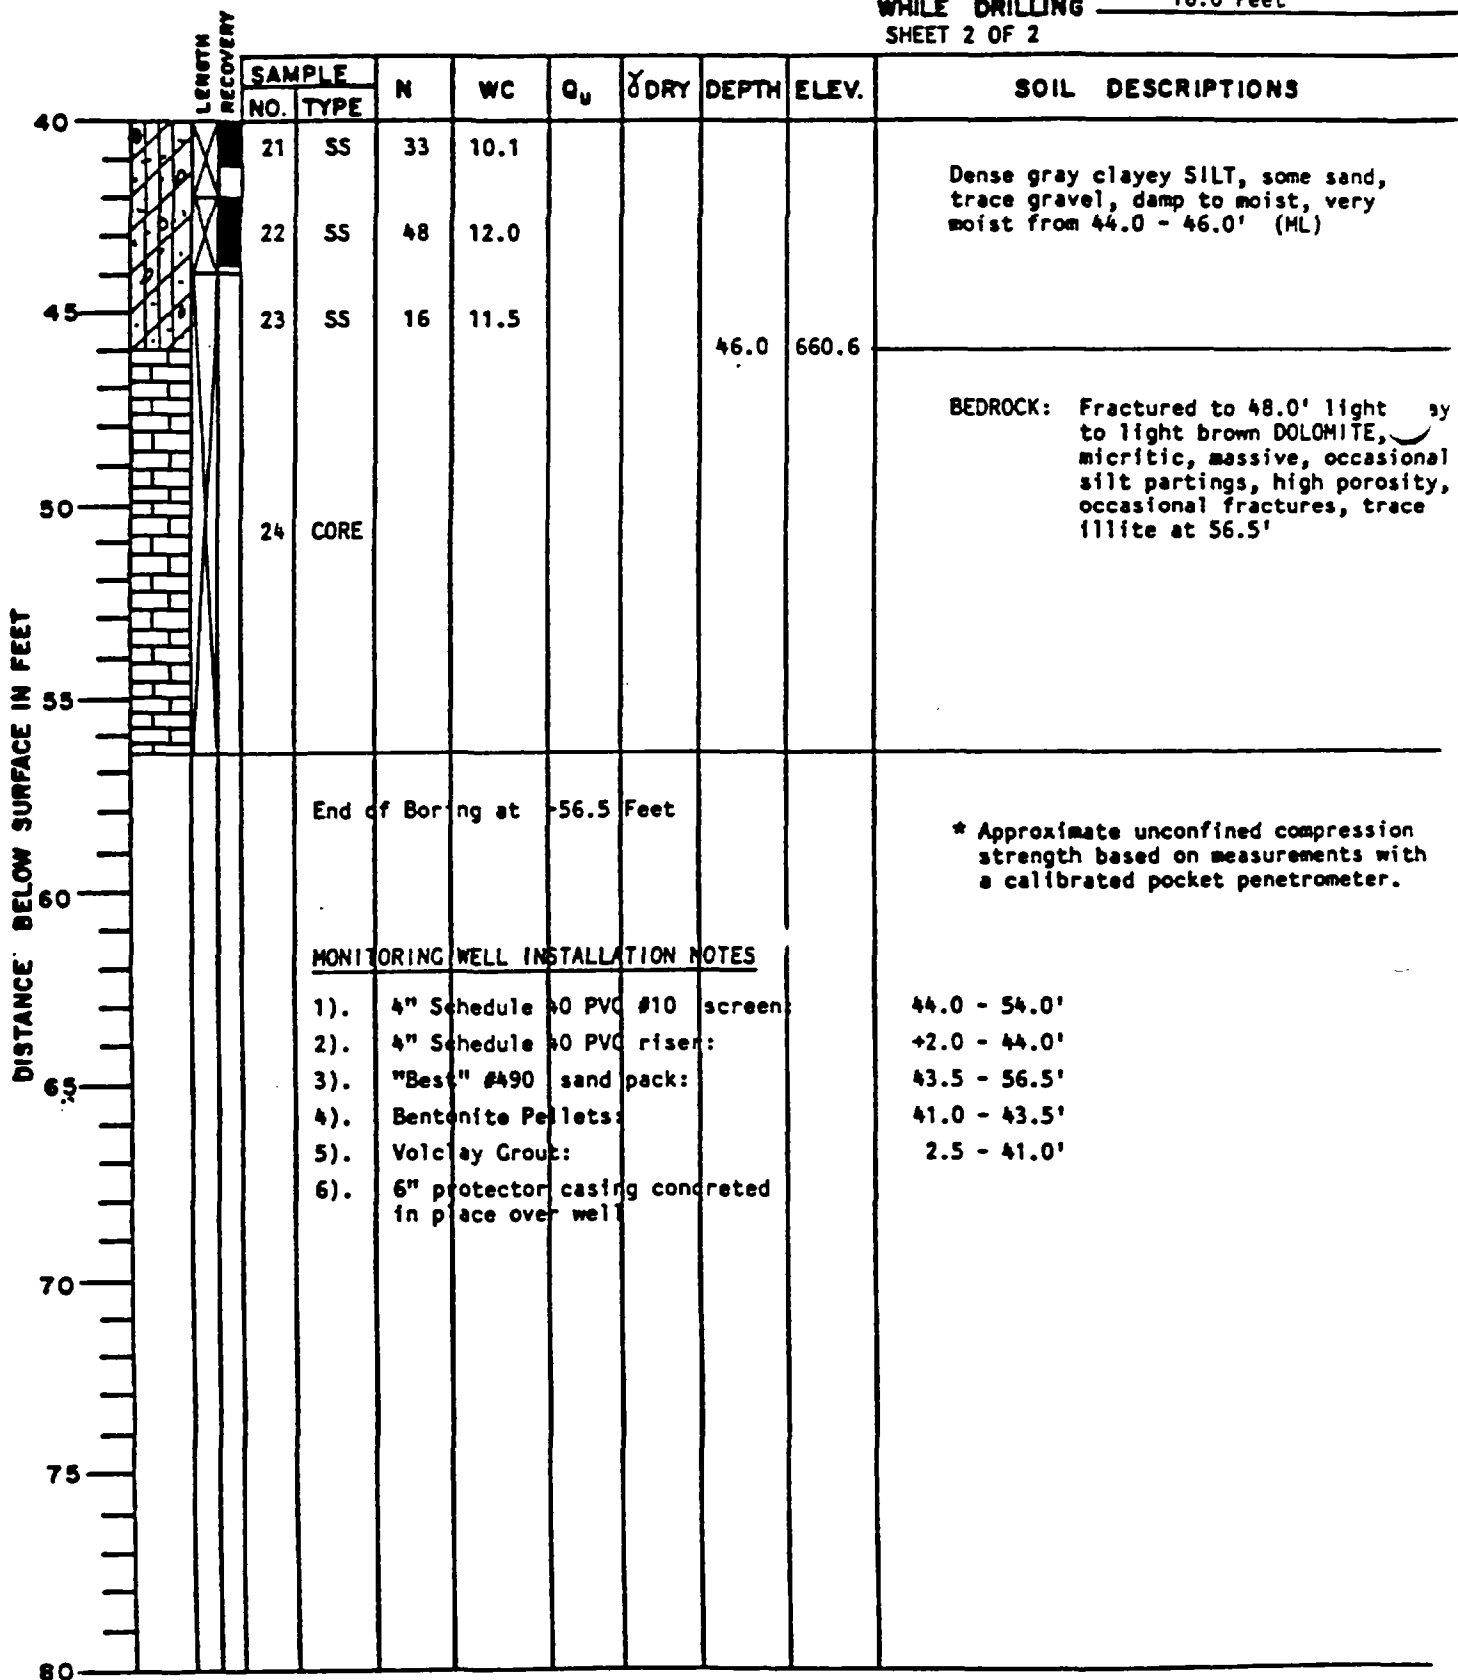 WHILE DRILLING 10.0 Feet
SHEET 2 OF 2
LENGTH
RECOVERY
SAMPLE
NO. TYPE N WC Qu γDRY DEPTH ELEV. SOIL DESCRIPTIONS
DISTANCE BELOW SURFACE IN FEET
40
21 SS 33 10.1
Dense gray clayey SILT, some sand,
trace gravel, damp to moist, very
moist from 44.0 - 46.0' (ML)
22 SS 48 12.0
45
23 SS 16 11.5
46.0 660.6
BEDROCK: Fractured to 48.0' light
to light brown DOLOMITE,
micritic, massive, occasional
silt partings, high porosity,
occasional fractures, trace
illite at 56.5'
50
24 CORE
55
End of Boring at -56.5 Feet
* Approximate unconfined compression
strength based on measurements with
a calibrated pocket penetrometer.
60
MONITORING WELL INSTALLATION NOTES
1). 4" Schedule 40 PVC #10 screen: 44.0 - 54.0'
2). 4" Schedule 40 PVC riser: +2.0 - 44.0'
65
3). "Best" #490 sand pack: 43.5 - 56.5'
4). Bentonite Pellets: 41.0 - 43.5'
5). Volclay Grout: 2.5 - 41.0'
6). 6" protector casing concreted
in place over well
70
75
80